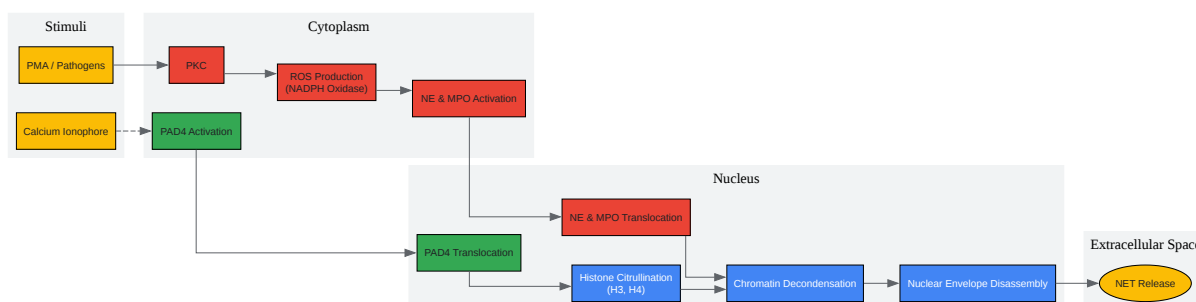 Stimuli
Cytoplasm
PMA / Pathogens
PKC
ROS Production
(NADPH Oxidase)
NE & MPO Activation
Calcium Ionophore
PAD4 Activation
Nucleus
NE & MPO Translocation
PAD4 Translocation
Histone Citrullination
(H3, H4)
Chromatin Decondensation
Nuclear Envelope Disassembly
Extracellular Space
NET Release